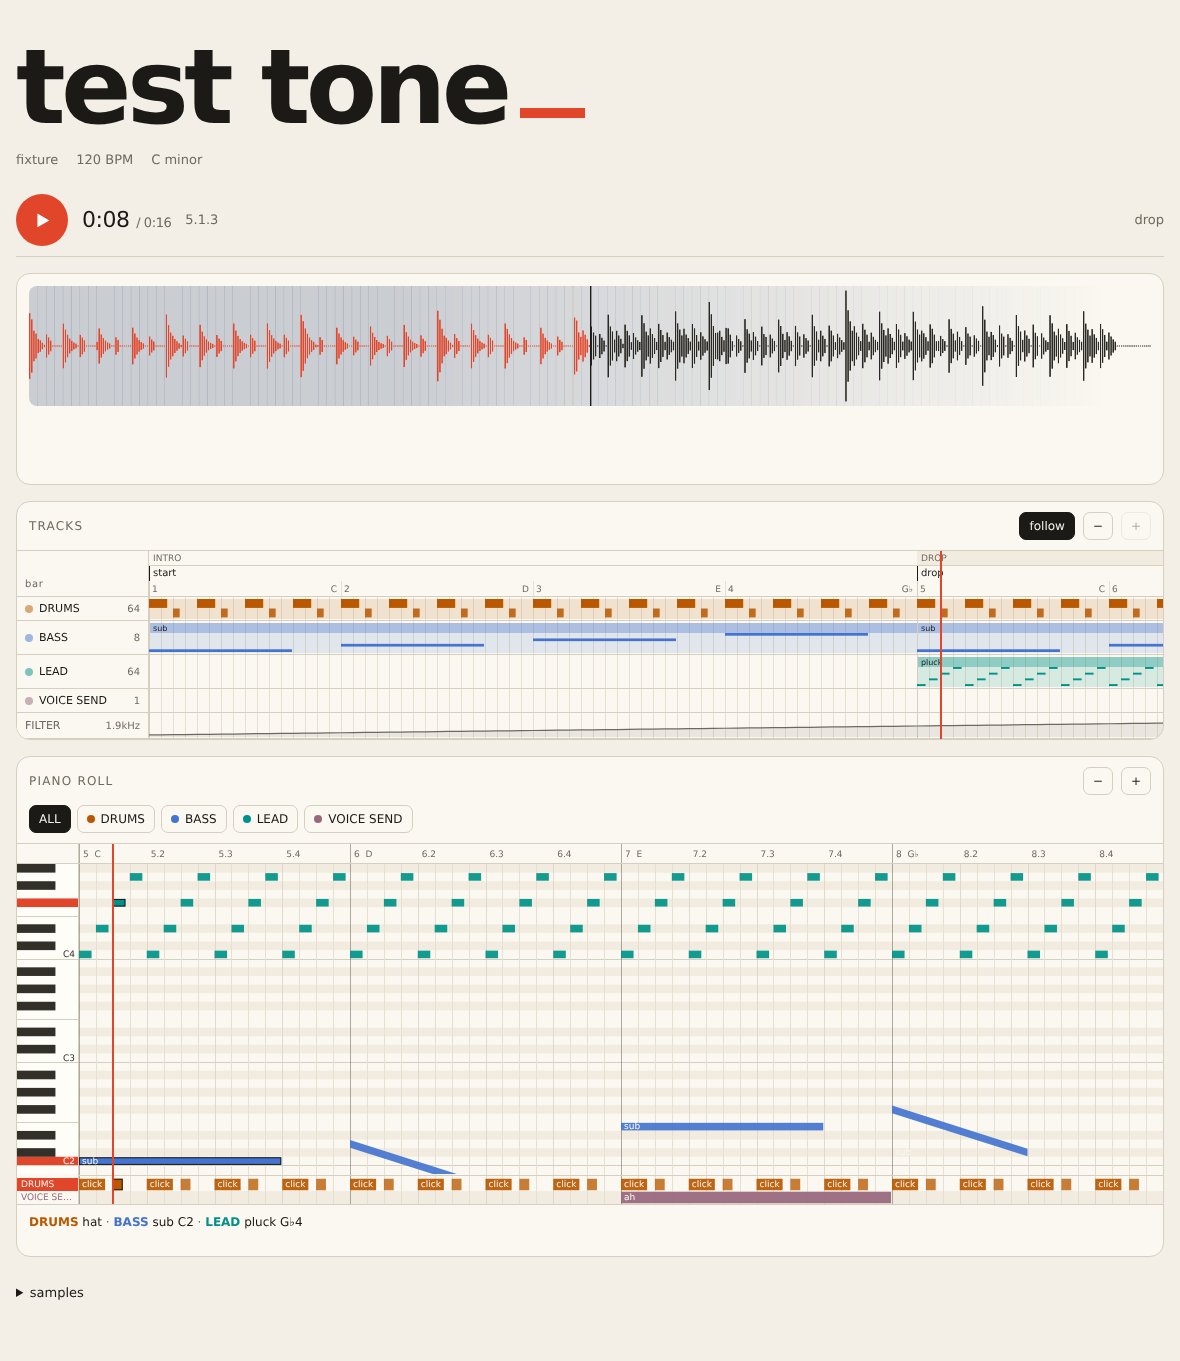 test tone
fixture 120 BPM C minor
0:08 / 0:16 5.1.3 drop
TRACKS follow − +
INTRO DROP
start drop
bar 1 C 2 D 3 E 4 G♭ 5 C 6
DRUMS 64
sub sub
BASS 8
pluck
LEAD 64
VOICE SEND 1
FILTER 1.9kHz
PIANO ROLL − +
ALL DRUMS BASS LEAD VOICE SEND
5 C 5.2 5.3 5.4 6 D 6.2 6.3 6.4 7 E 7.2 7.3 7.4 8 G♭ 8.2 8.3 8.4
C4
C3
sub
C2 sub
DRUMS click click click click click click click click click click click click click click click click
VOICE SE… ah
DRUMS hat · BASS sub C2 · LEAD pluck G♭4
samples